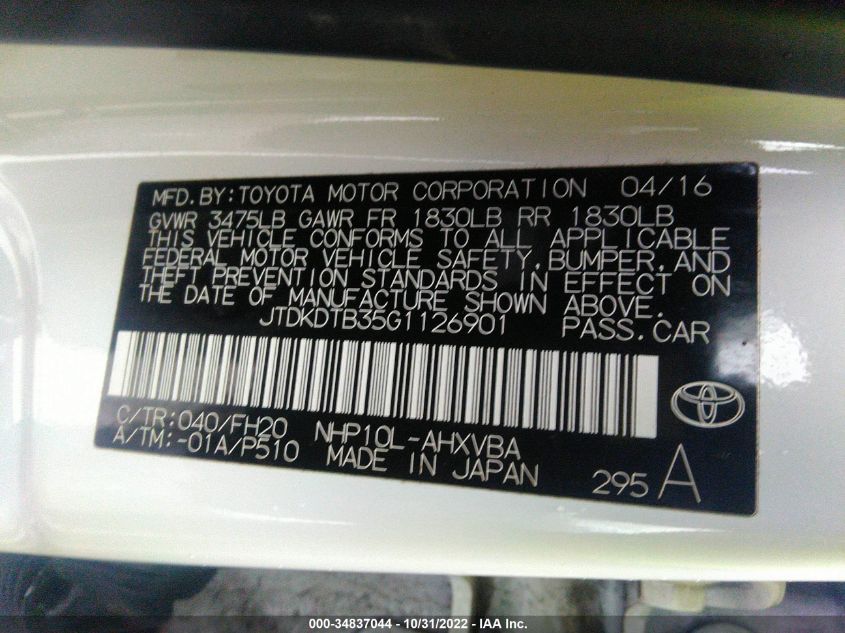 MFD.BY:TOYOTA MOTOR CORPORATION 04/16
GVWR 3475LB GAWR FR 1830LB RR 1830LB
THIS VEHICLE CONFORMS TO ALL APPLICABLE
FEDERAL MOTOR VEHICLE SAFETY,BUMPER,AND
THEFT PREVENTION STANDARDS IN EFFECT ON
THE DATE OF MANUFACTURE SHOWN ABOVE.
JTDKDTB35G1126901 PASS.CAR
C/TR:040/FH20 NHP10L-AHXVBA
A/TM:-01A/P510 MADE IN JAPAN
295 A
000-34837044 - 10/31/2022 - IAA Inc.